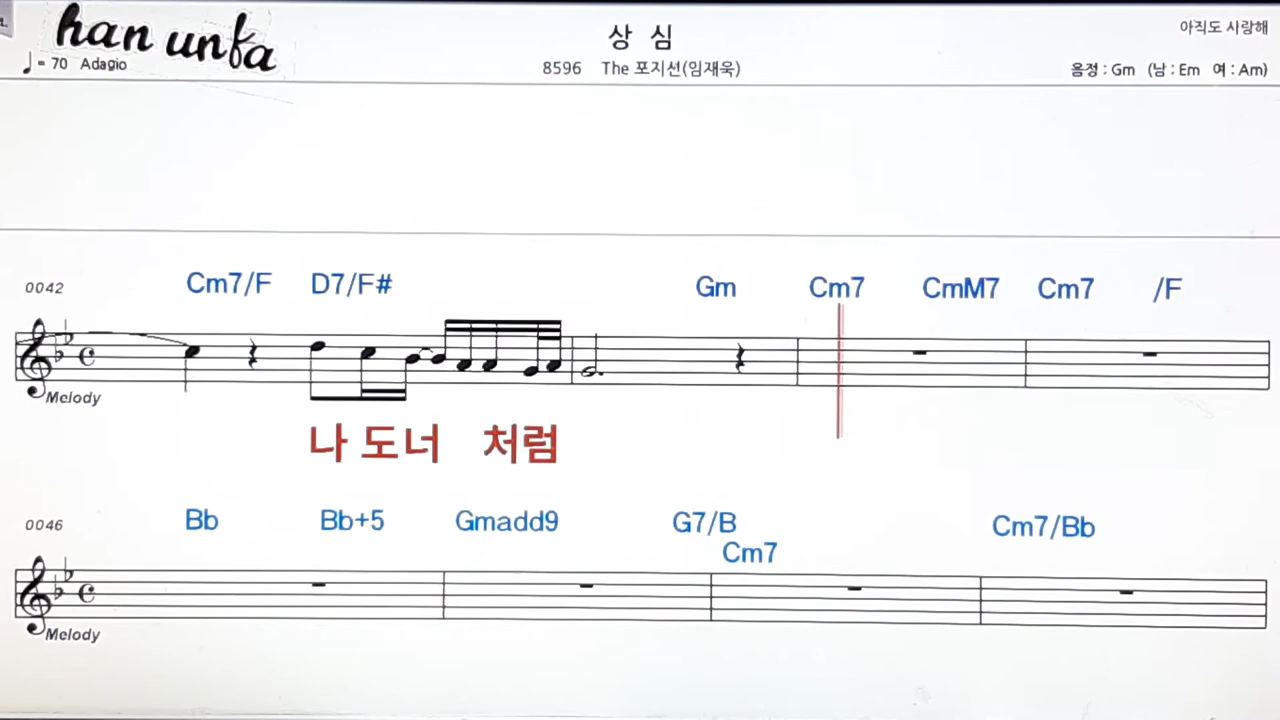 han unfa
상 심
아직도 사랑해
♩= 70 Adagio
8596 The 포지션(임재욱)
음정 : Gm (남 : Em 여 : Am)
0042
Cm7/F D7/F# Gm Cm7 CmM7 Cm7 /F
Melody
나 도너 처럼
0046
Bb Bb+5 Gmadd9 G7/B Cm7/Bb
Cm7
Melody